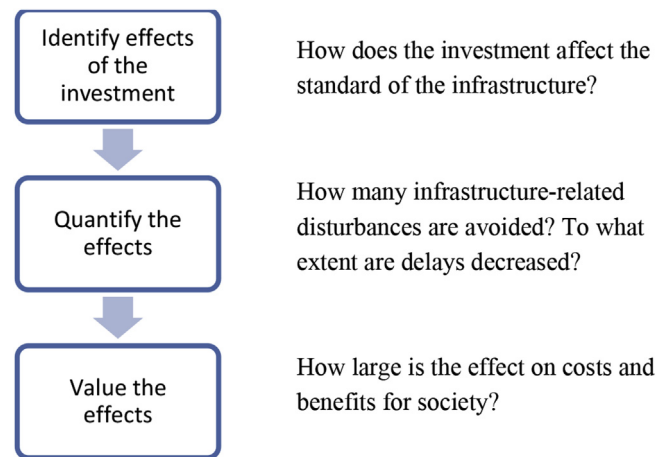 Identify effects
of the
investment
How does the investment affect the
standard of the infrastructure?
Quantify the
effects
How many infrastructure-related
disturbances are avoided? To what
extent are delays decreased?
Value the
effects
How large is the effect on costs and
benefits for society?